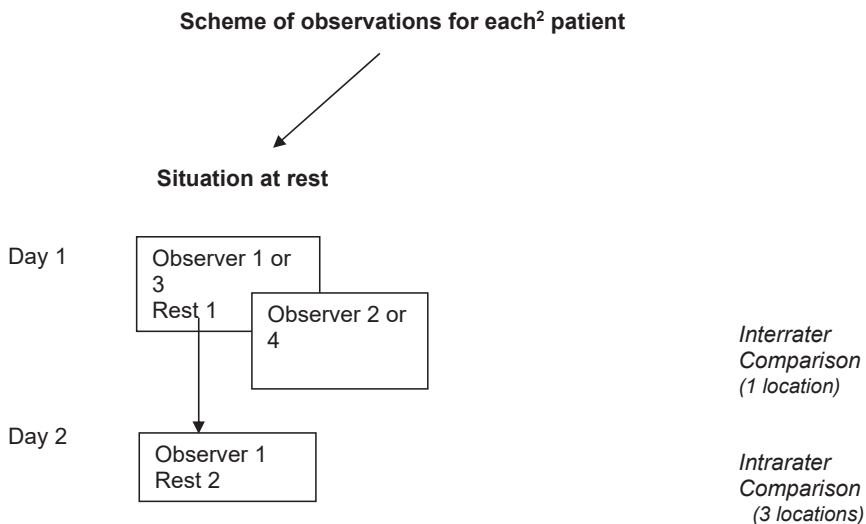 Scheme of observations for each² patient
Situation at rest
Day 1
Observer 1 or
3
Rest 1
Observer 2 or
4
Interrater
Comparison
(1 location)
Day 2
Observer 1
Rest 2
Intrarater
Comparison
(3 locations)